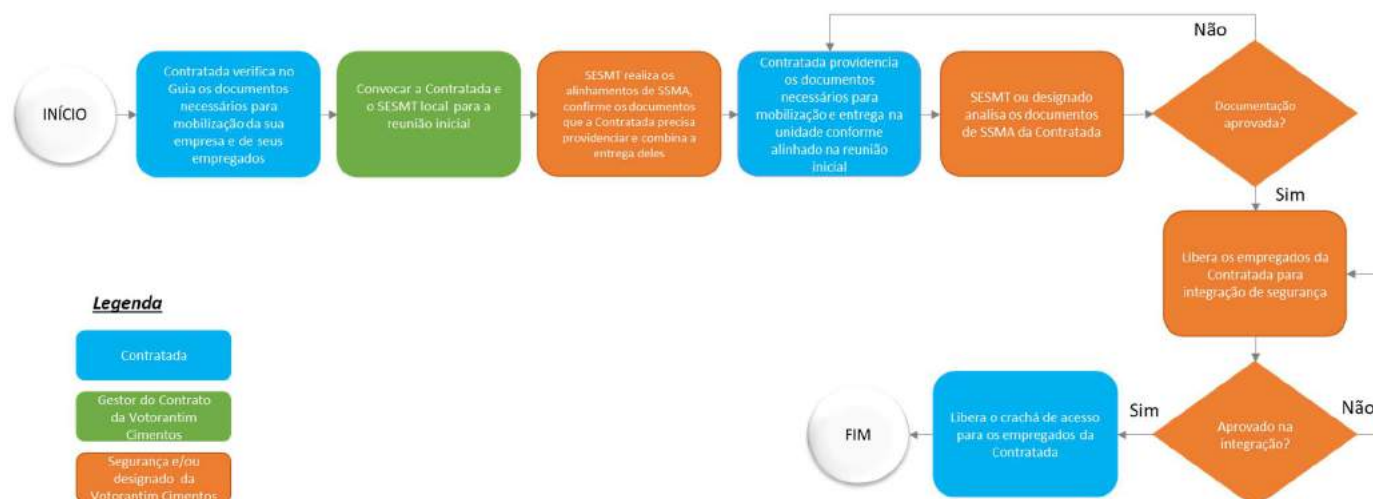 INÍCIO
Contratada verifica no
Guia os documentos
necessários para
mobilização da sua
empresa e de seus
empregados
Convocar a Contratada e
o SESMT local para a
reunião inicial
SESMT realiza os
alinhamentos de SSMA,
confirme os documentos
que a Contratada precisa
providenciar e combina a
entrega deles
Contratada providencia
os documentos
necessários para
mobilização e entrega na
unidade conforme
alinhado na reunião
inicial
SESMT ou designado
analisa os documentos
de SSMA da Contratada
Documentação
aprovada?
Não
Sim
Libera os empregados da
Contratada para
integração de segurança
Aprovado na
integração?
Não
Sim
Libera o crachá de acesso
para os empregados da
Contratada
FIM
Legenda
Contratada
Gestor do Contrato
da Votorantim
Cimentos
Segurança e/ou
designado da
Votorantim Cimentos